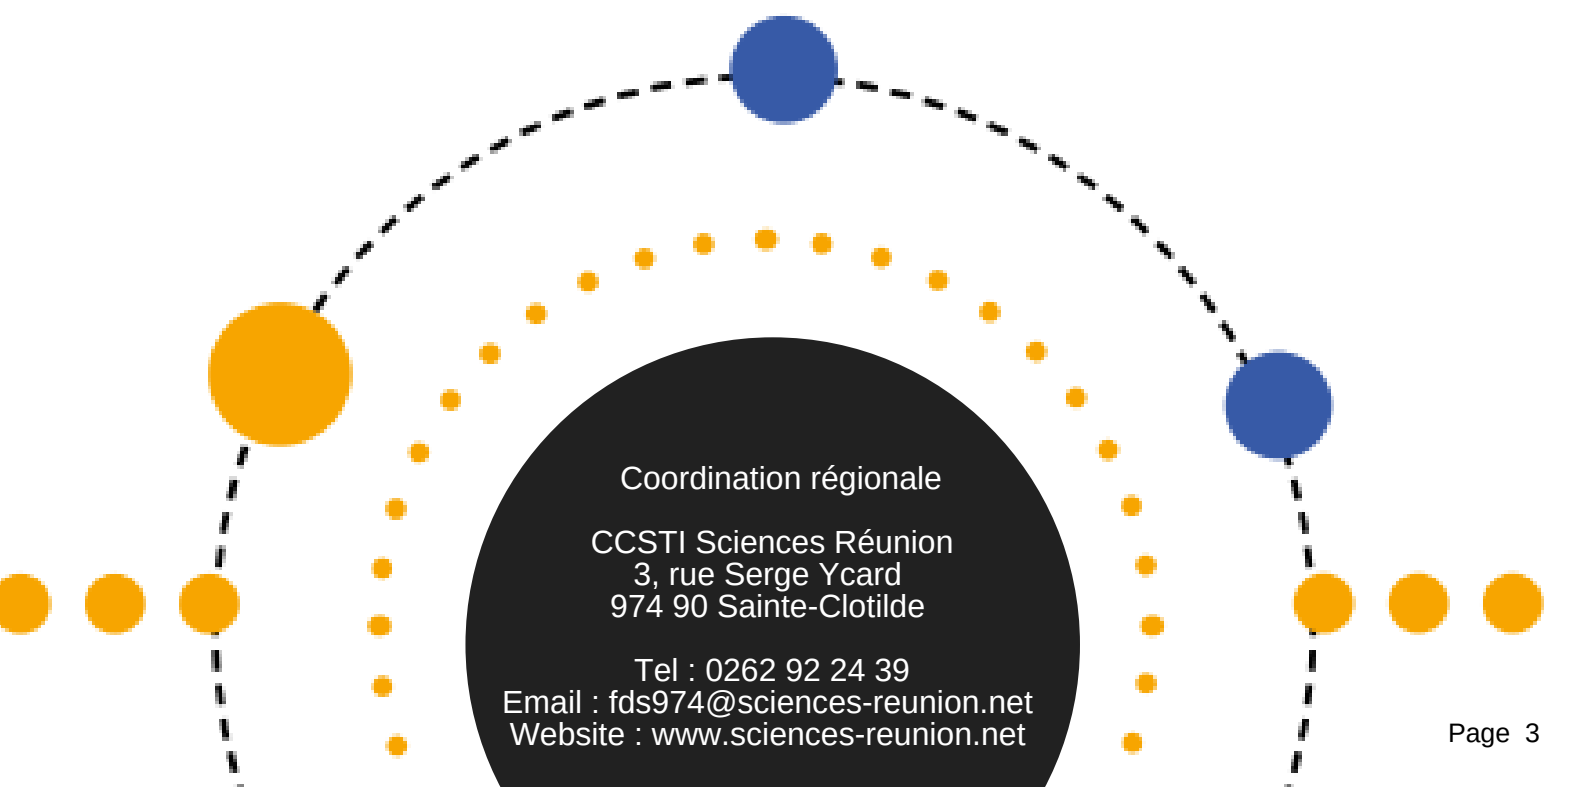 Coordination régionale
CCSTI Sciences Réunion
3, rue Serge Ycard
974 90 Sainte-Clotilde
Tel : 0262 92 24 39
Email : fds974@sciences-reunion.net
Website : www.sciences-reunion.net
Page 3